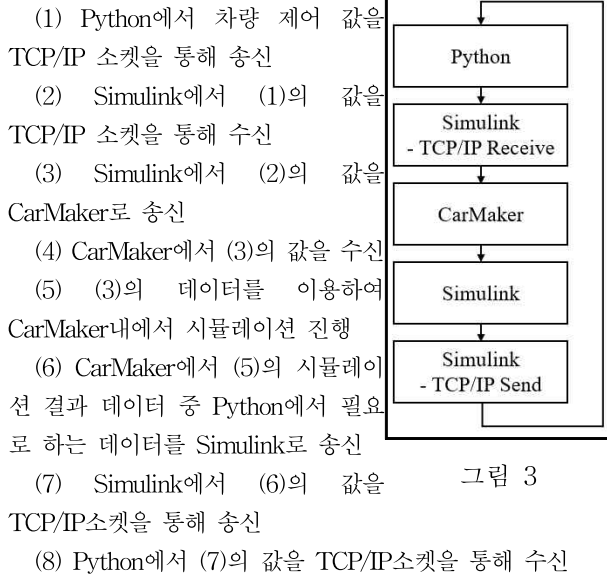 (1) Python에서 차량 제어 값을
TCP/IP 소켓을 통해 송신
(2) Simulink에서 (1)의 값을
TCP/IP 소켓을 통해 수신
(3) Simulink에서 (2)의 값을
CarMaker로 송신
(4) CarMaker에서 (3)의 값을 수신
(5) (3)의 데이터를 이용하여
CarMaker내에서 시뮬레이션 진행
(6) CarMaker에서 (5)의 시뮬레이
션 결과 데이터 중 Python에서 필요
로 하는 데이터를 Simulink로 송신
(7) Simulink에서 (6)의 값을
TCP/IP소켓을 통해 송신
(8) Python에서 (7)의 값을 TCP/IP소켓을 통해 수신
Python
Simulink
- TCP/IP Receive
CarMaker
Simulink
Simulink
- TCP/IP Send
그림 3